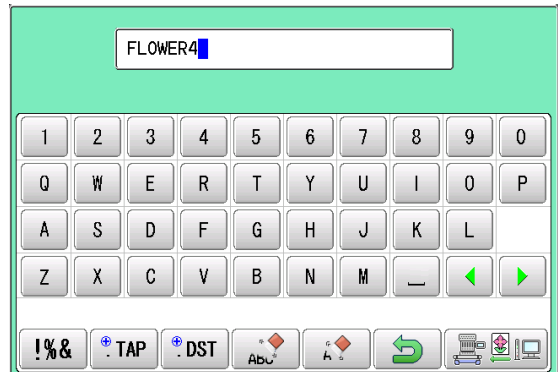 FLOWER4
1 2 3 4 5 6 7 8 9 0
Q W E R T Y U I O P
A S D F G H J K L
Z X C V B N M _
!%& .TAP .DST ABC A